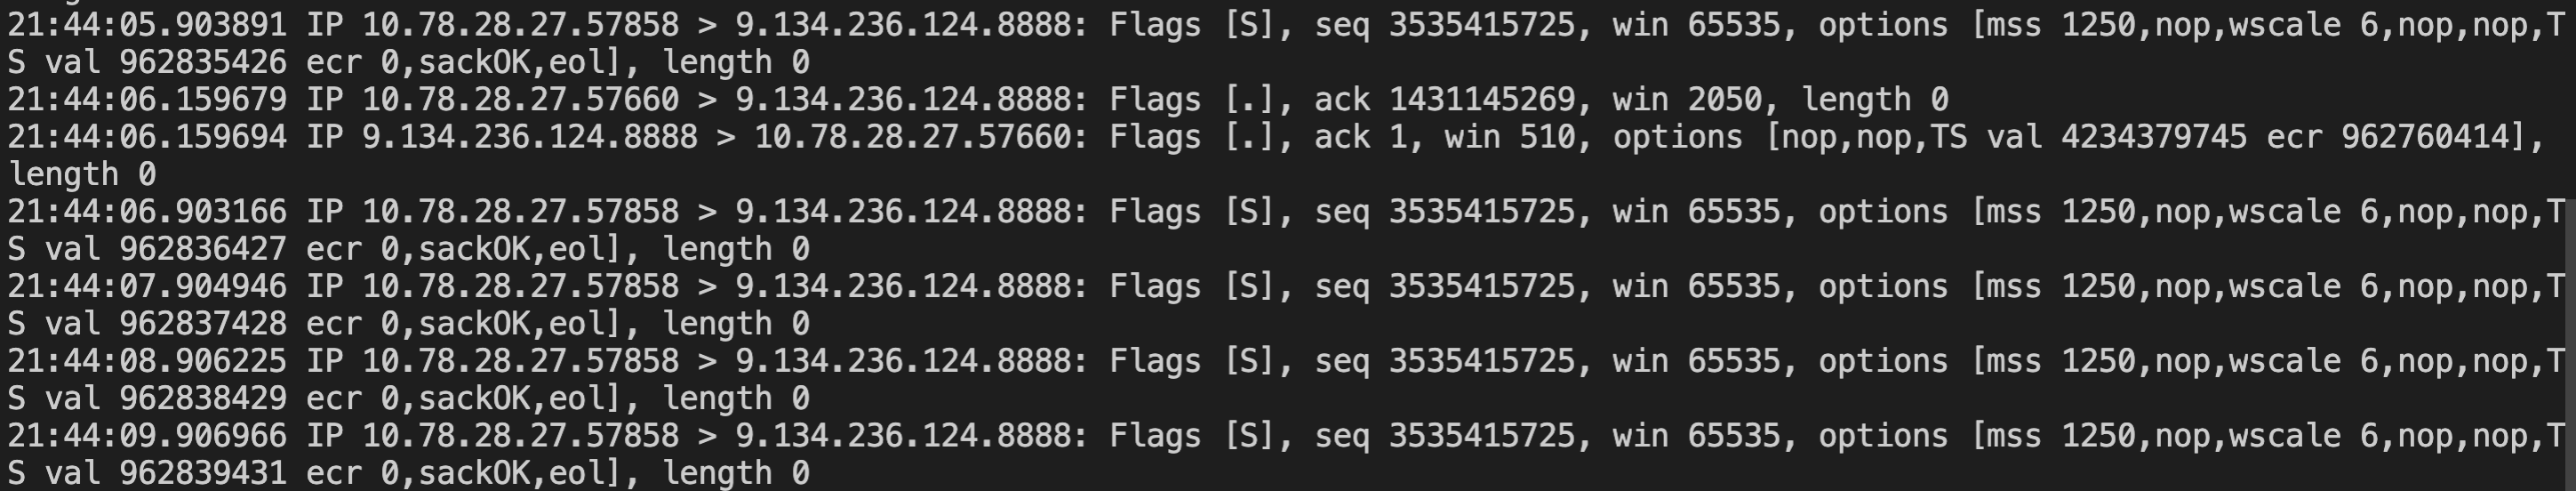 21:44:05.903891 IP 10.78.28.27.57858 > 9.134.236.124.8888: Flags [S], seq 3535415725, win 65535, options [mss 1250,nop,wscale 6,nop,nop,T
S val 962835426 ecr 0,sackOK,eol], length 0
21:44:06.159679 IP 10.78.28.27.57660 > 9.134.236.124.8888: Flags [.], ack 1431145269, win 2050, length 0
21:44:06.159694 IP 9.134.236.124.8888 > 10.78.28.27.57660: Flags [.], ack 1, win 510, options [nop,nop,TS val 4234379745 ecr 962760414],
length 0
21:44:06.903166 IP 10.78.28.27.57858 > 9.134.236.124.8888: Flags [S], seq 3535415725, win 65535, options [mss 1250,nop,wscale 6,nop,nop,T
S val 962836427 ecr 0,sackOK,eol], length 0
21:44:07.904946 IP 10.78.28.27.57858 > 9.134.236.124.8888: Flags [S], seq 3535415725, win 65535, options [mss 1250,nop,wscale 6,nop,nop,T
S val 962837428 ecr 0,sackOK,eol], length 0
21:44:08.906225 IP 10.78.28.27.57858 > 9.134.236.124.8888: Flags [S], seq 3535415725, win 65535, options [mss 1250,nop,wscale 6,nop,nop,T
S val 962838429 ecr 0,sackOK,eol], length 0
21:44:09.906966 IP 10.78.28.27.57858 > 9.134.236.124.8888: Flags [S], seq 3535415725, win 65535, options [mss 1250,nop,wscale 6,nop,nop,T
S val 962839431 ecr 0,sackOK,eol], length 0